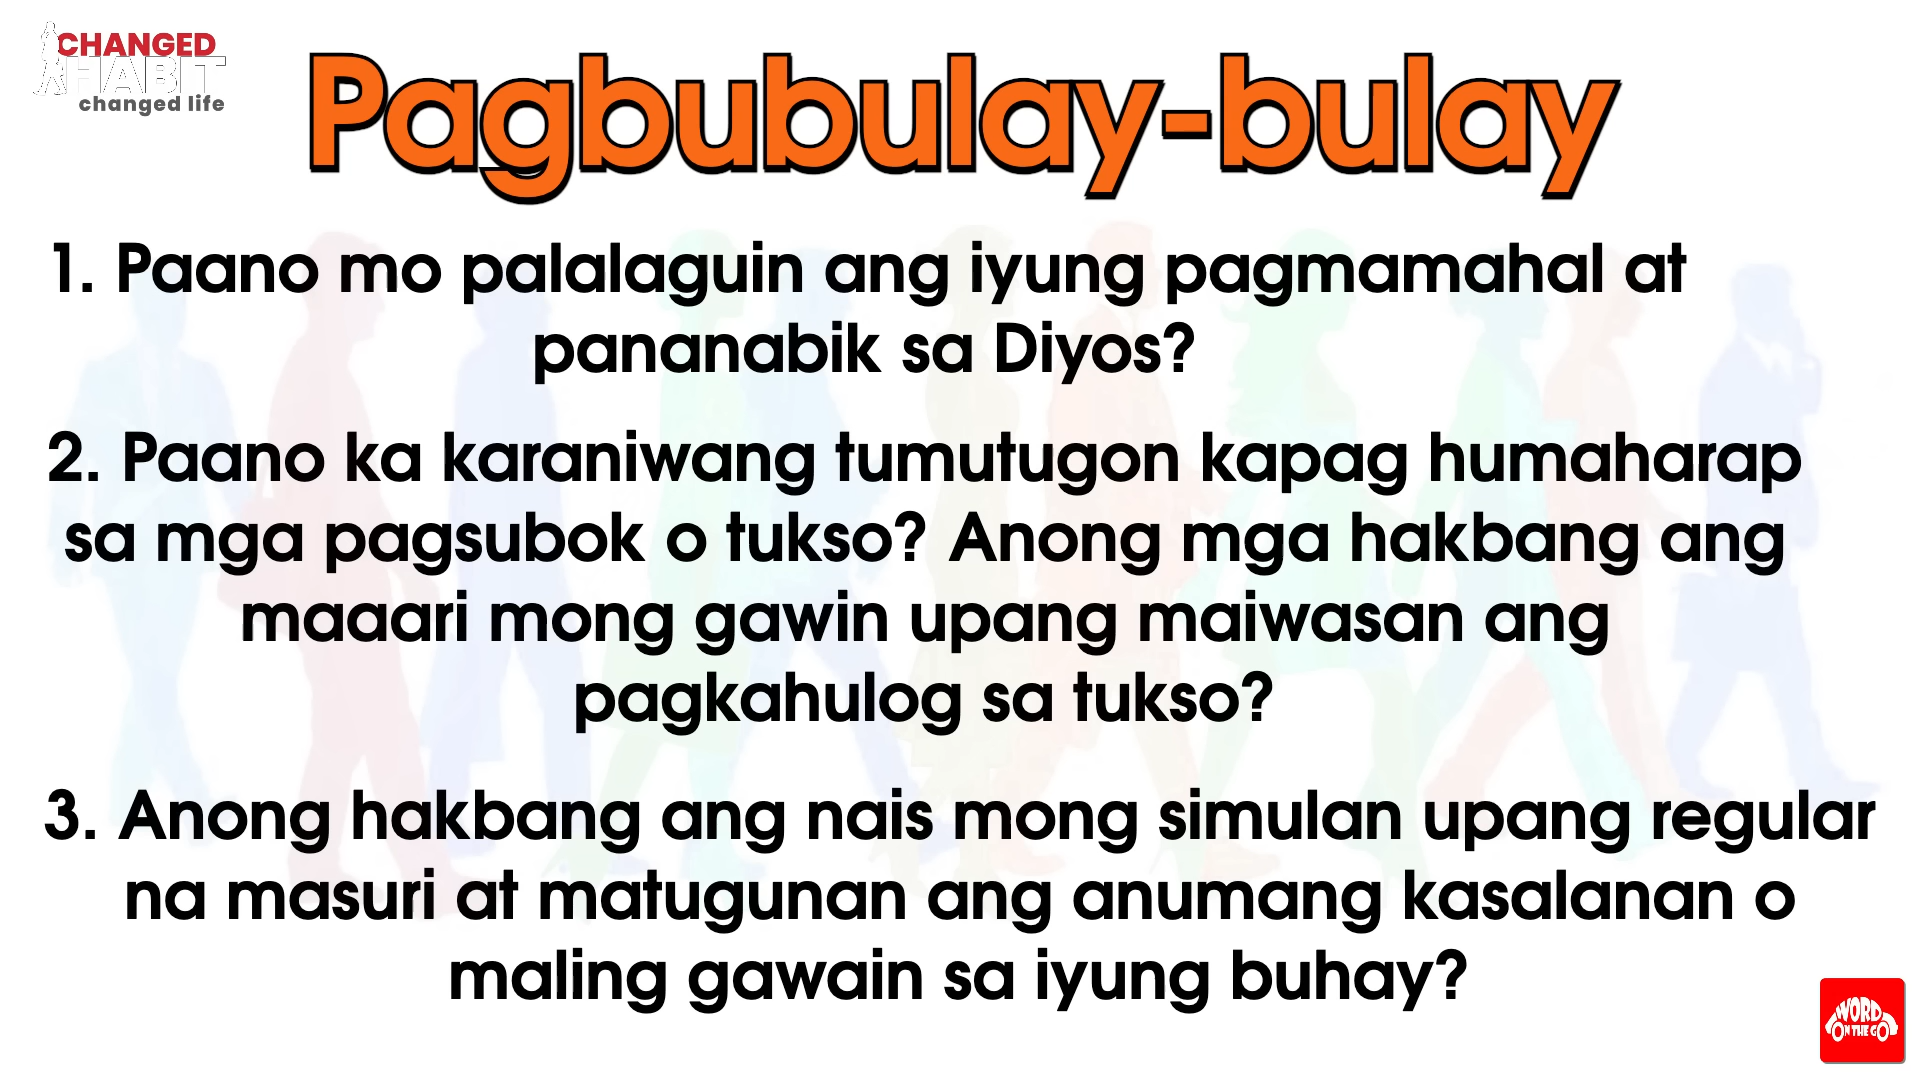 CHANGED
HABIT
changed life
Pagbubulay-bulay
1. Paano mo palalaguin ang iyung pagmamahal at
pananabik sa Diyos?
2. Paano ka karaniwang tumutugon kapag humaharap
sa mga pagsubok o tukso? Anong mga hakbang ang
maaari mong gawin upang maiwasan ang
pagkahulog sa tukso?
3. Anong hakbang ang nais mong simulan upang regular
na masuri at matugunan ang anumang kasalanan o
maling gawain sa iyung buhay?
WORD
ON THE GO